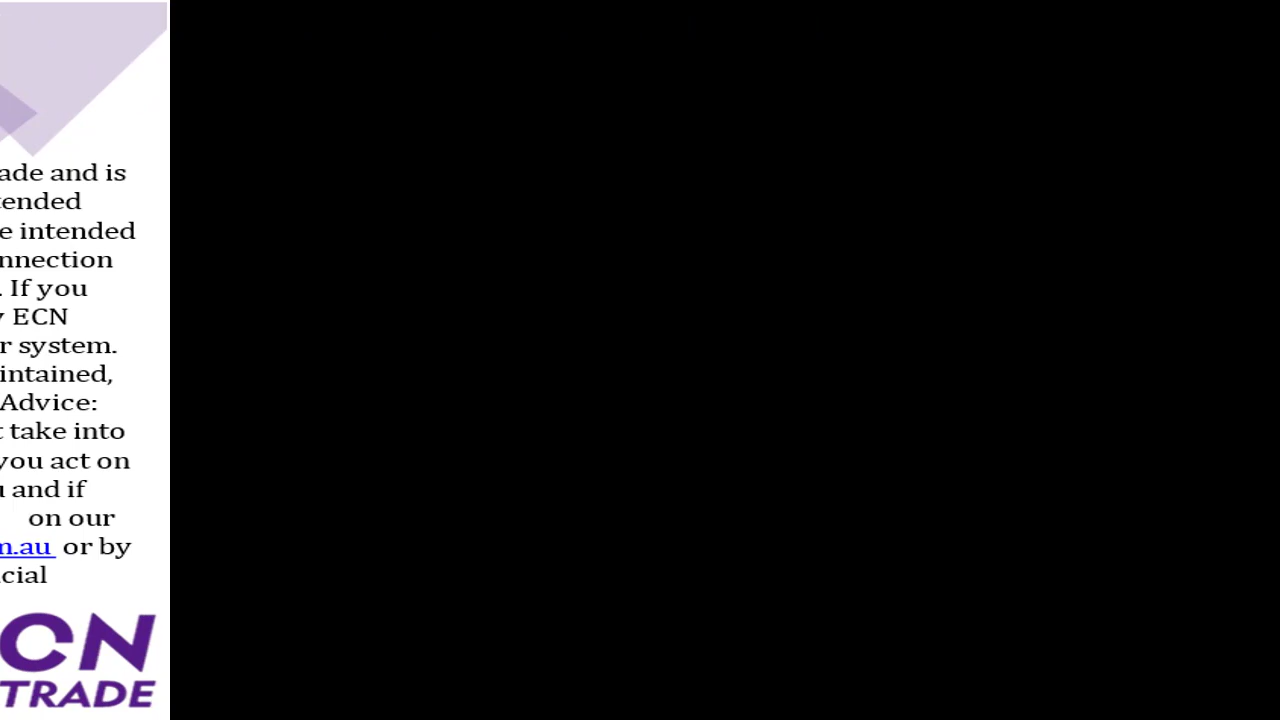 ade and is
tended
e intended
nnection
. If you
y ECN
r system.
intained,
Advice:
t take into
you act on
u and if
on our
m.au or by
cial
CN
TRADE